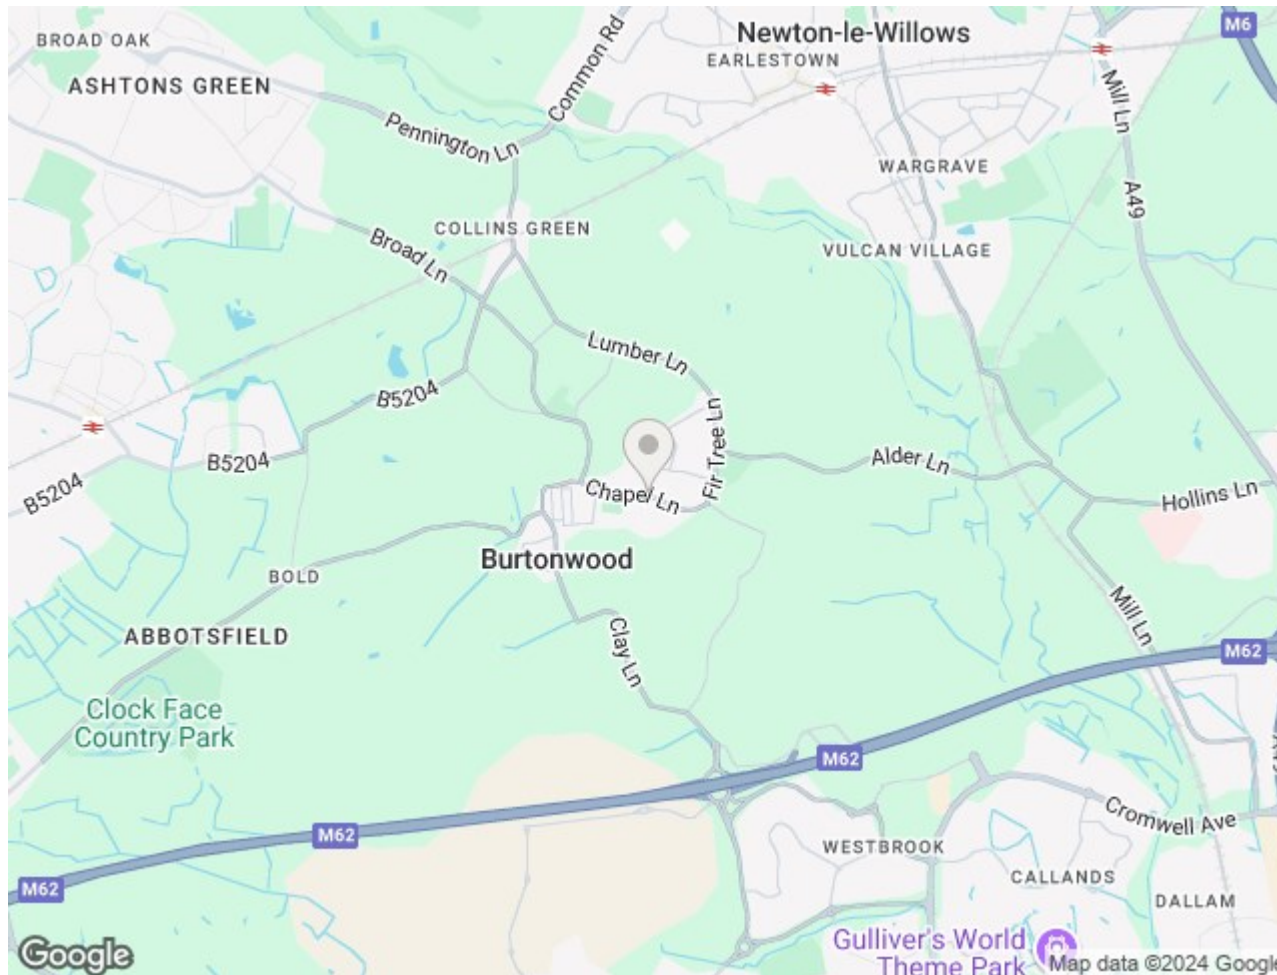 Newton-le-Willows
M6
BROAD OAK
EARLESTOWN
ASHTONS GREEN
Common Rd
Mill Ln
Pennington Ln
WARGRAVE
A49
COLLINS GREEN
Broad Ln
VULCAN VILLAGE
Lumber Ln
B5204
Fir Tree Ln
B5204
Alder Ln
B5204
Chapel Ln
Hollins Ln
Burtonwood
BOLD
Mill Ln
ABBOTSFIELD
Clay Ln
M62
Clock Face
Country Park
M62
Cromwell Ave
M62
WESTBROOK
CALLANDS
M62
DALLAM
Gulliver's World
Theme Park
Google
Map data ©2024 Google